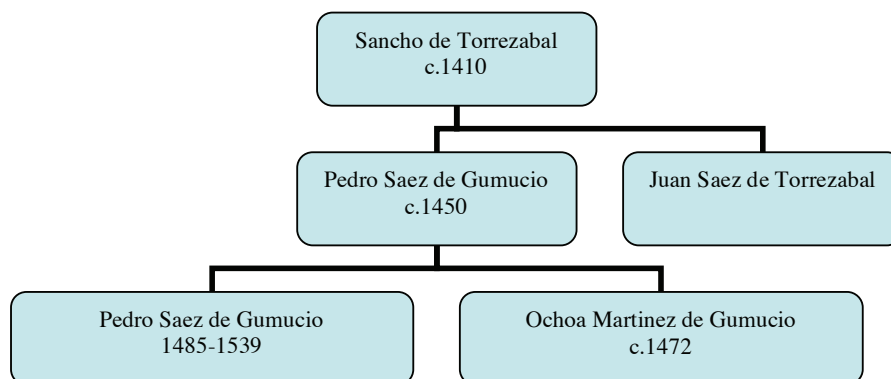 Sancho de Torrezabal
c.1410
Pedro Saez de Gumucio
c.1450
Juan Saez de Torrezabal
Pedro Saez de Gumucio
1485-1539
Ochoa Martinez de Gumucio
c.1472